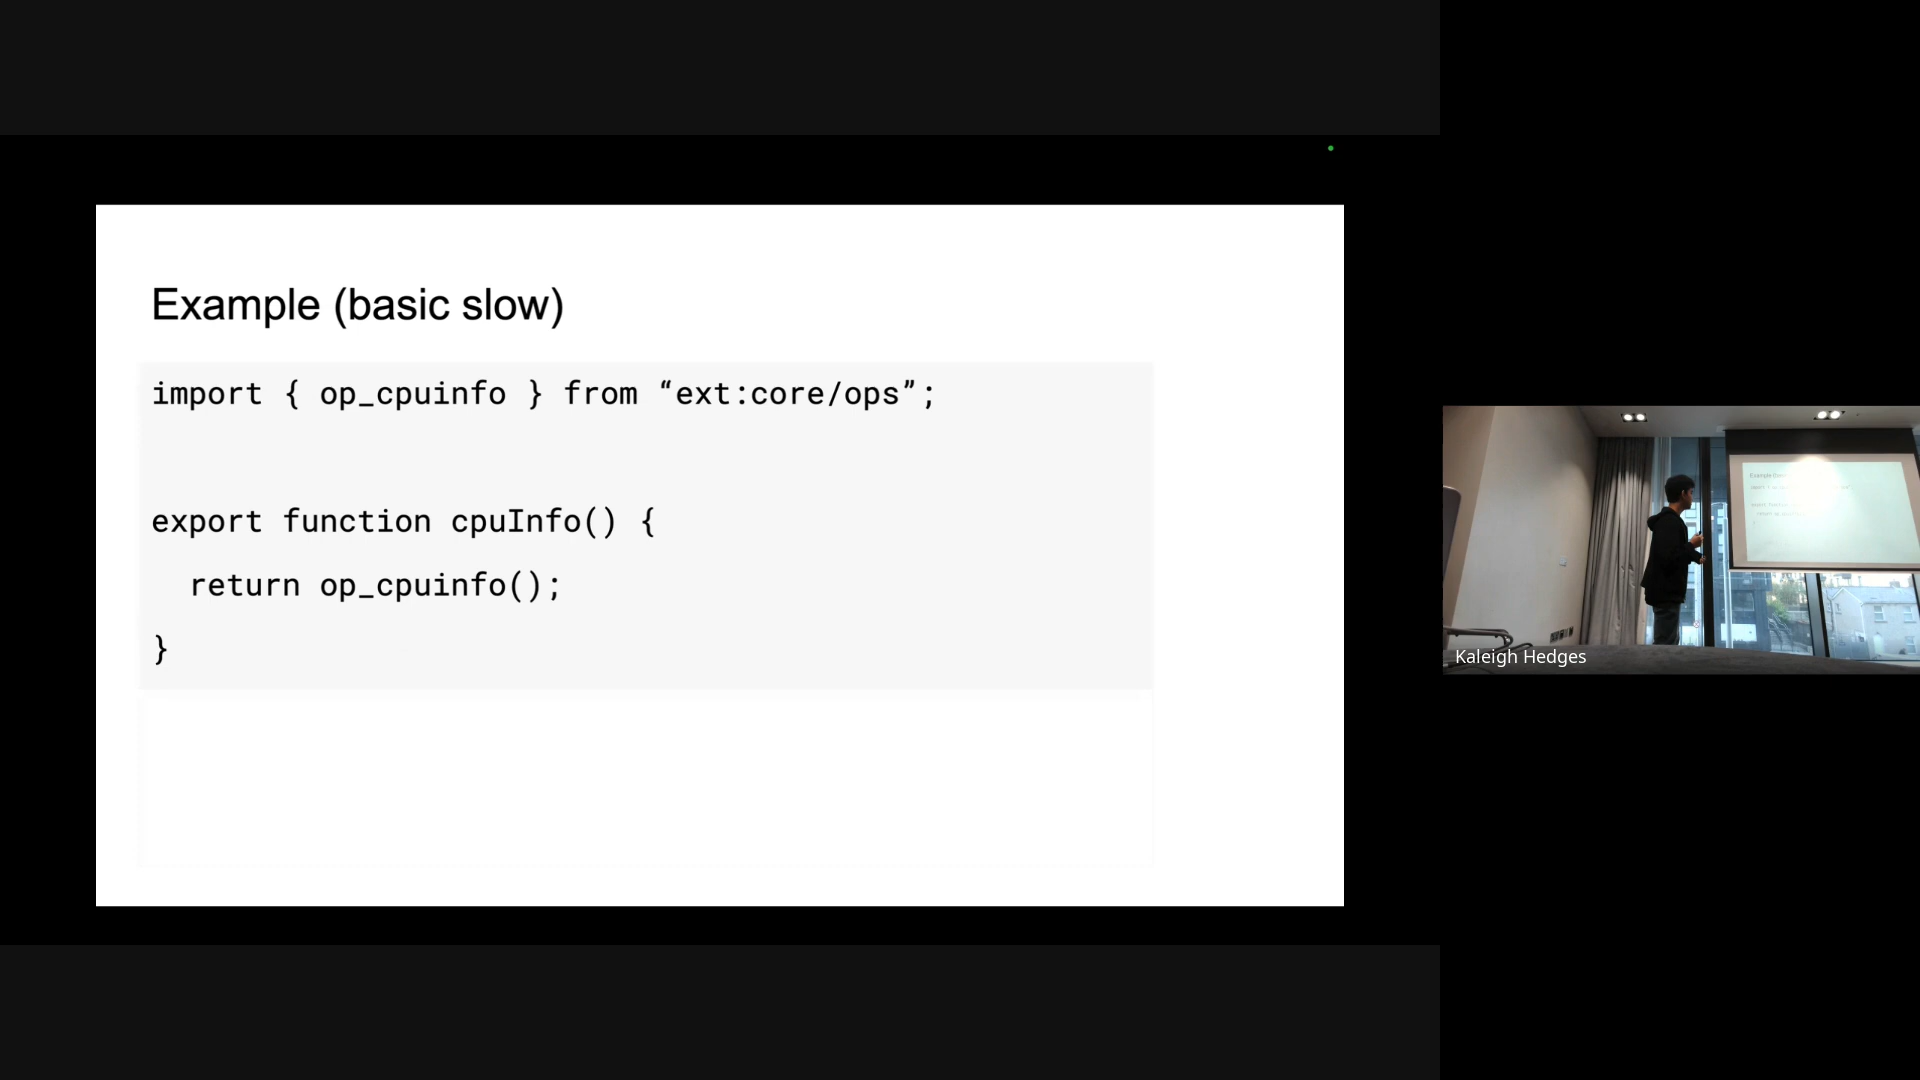 Example (basic slow)
import { op_cpuinfo } from “ext:core/ops”;
export function cpuInfo() {
  return op_cpuinfo();
}
Kaleigh Hedges